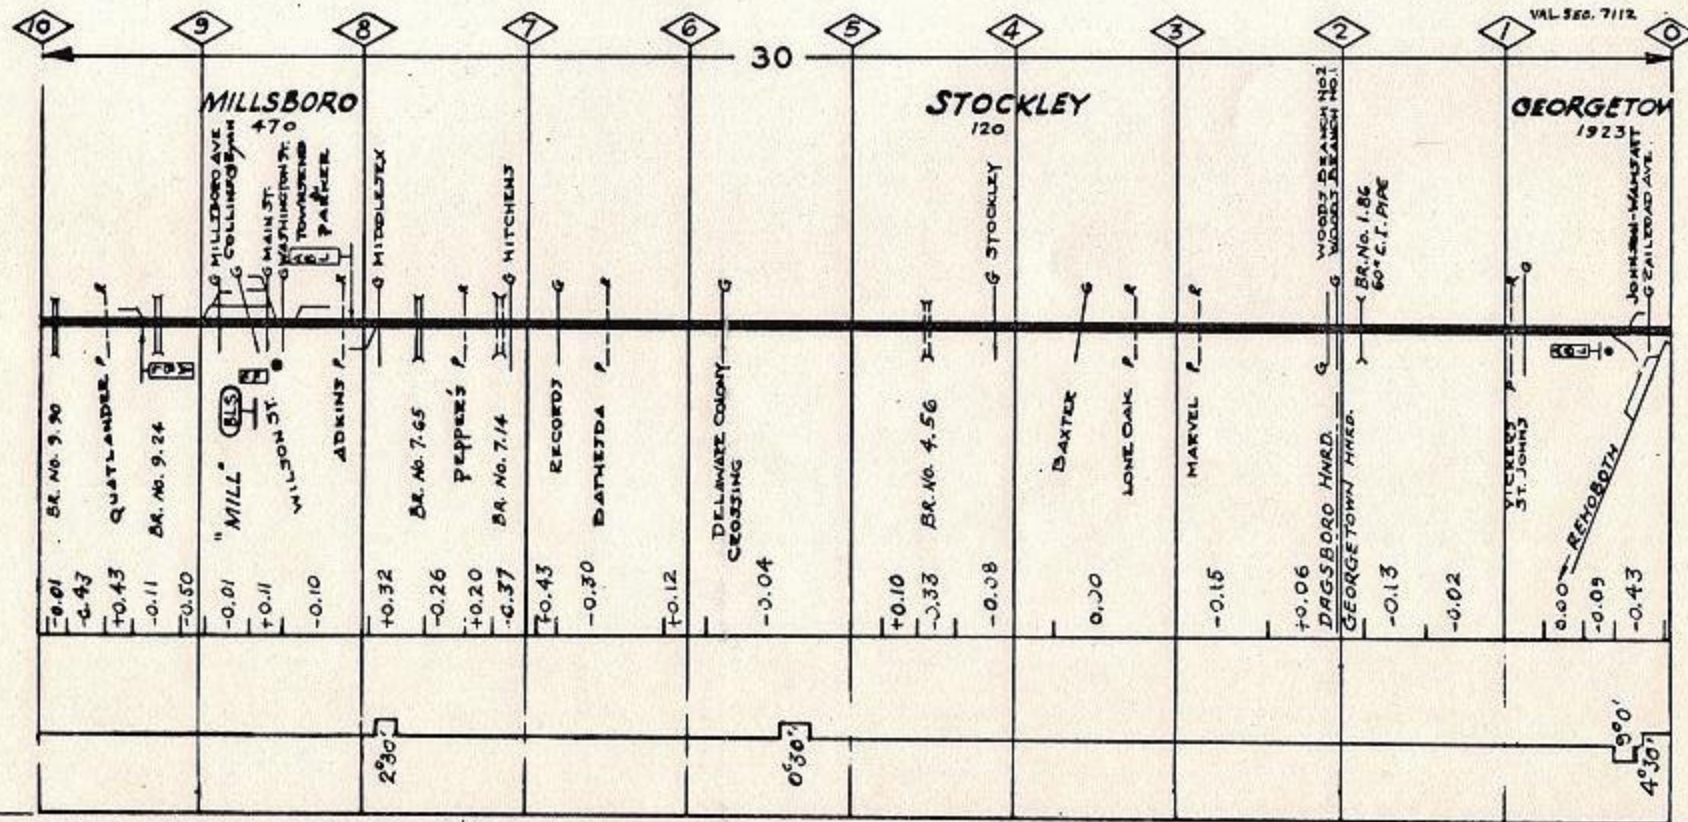 VAL SEC. 7112
10 9 8 7 6 5 4 3 2 1 0
30
MILLSBORO
470
STOCKLEY
120
GEORGETOW
1923
G MILLSBORO AVE
G
G MAIN ST.
G WASHINGTON ST.
TOWNSEND
&
PARKER
G MIDDLESEX
G HITCHENS
G STOCKLEY
WOODS BRANCH NO.2
G WOODS BRANCH NO.1
BR. No. 1.86
60" C.I. PIPE
G RAILROAD AVE.
R
R
R
G
R
G
G
R
R
R
G
BR. No. 9.90
QUATLANDER P
BR. No. 9.24
"MILL"
BLS
WILSON ST.
ADKINS P
BR. No. 7.65
PEPPER'S P
BR. No. 7.14
RECORDS
P
DELAWARE COLONY
CROSSING
BR. No. 4.56
BAXTER
LONE OAK P
MARVEL P
G
DAGSBORO HNRD.
GEORGETOWN HNRD.
VICKERS P
ST. JOHNS
REHOBOTH
-0.01
-0.43
+0.43
-0.11
-0.50
-0.01
+0.11
-0.10
+0.32
-0.26
+0.20
-0.37
+0.43
-0.30
+0.12
-0.04
+0.10
-0.33
-0.08
0.00
-0.15
+0.06
-0.13
-0.02
0.00
-0.09
-0.43
2°30'
0°30'
9°0'
4°30'